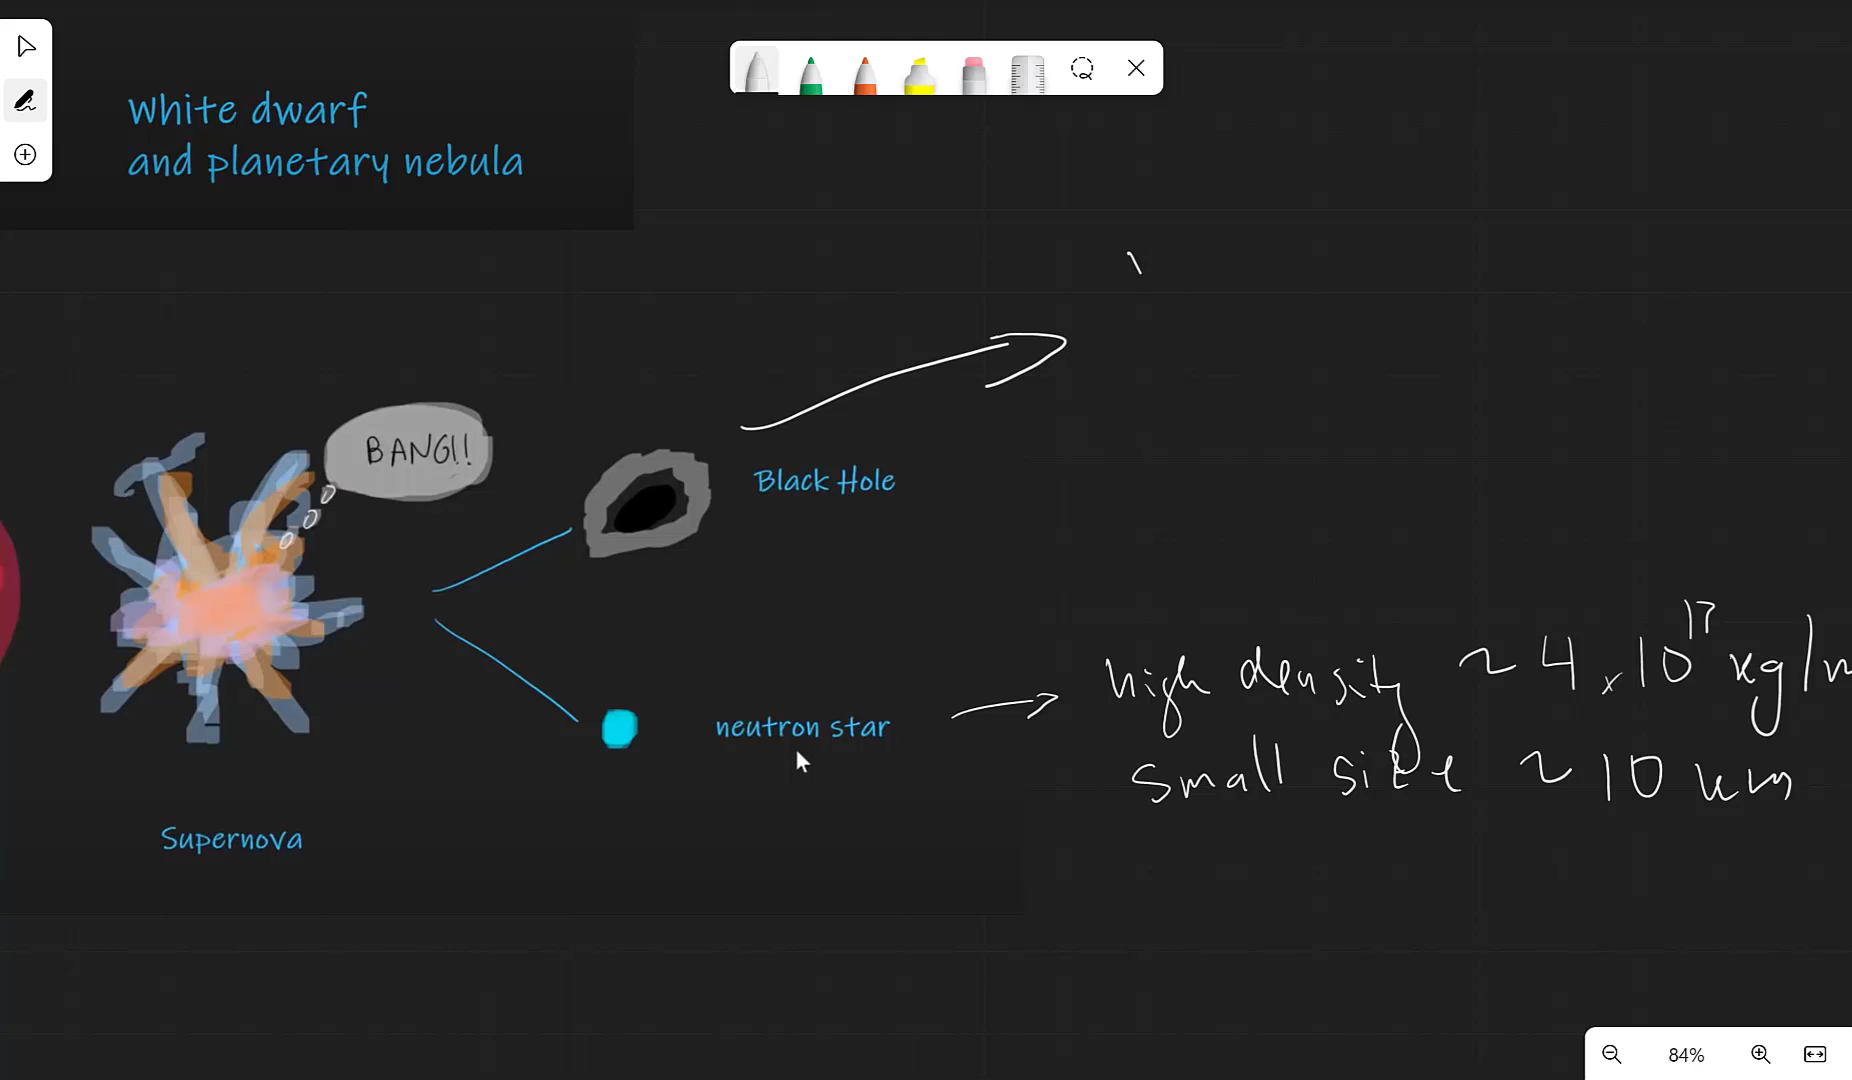 White dwarf
and planetary nebula
BANG!!
Black Hole
high density ~ 4 x 10^17 kg/m
neutron star
small size ~ 10 km
Supernova
84%